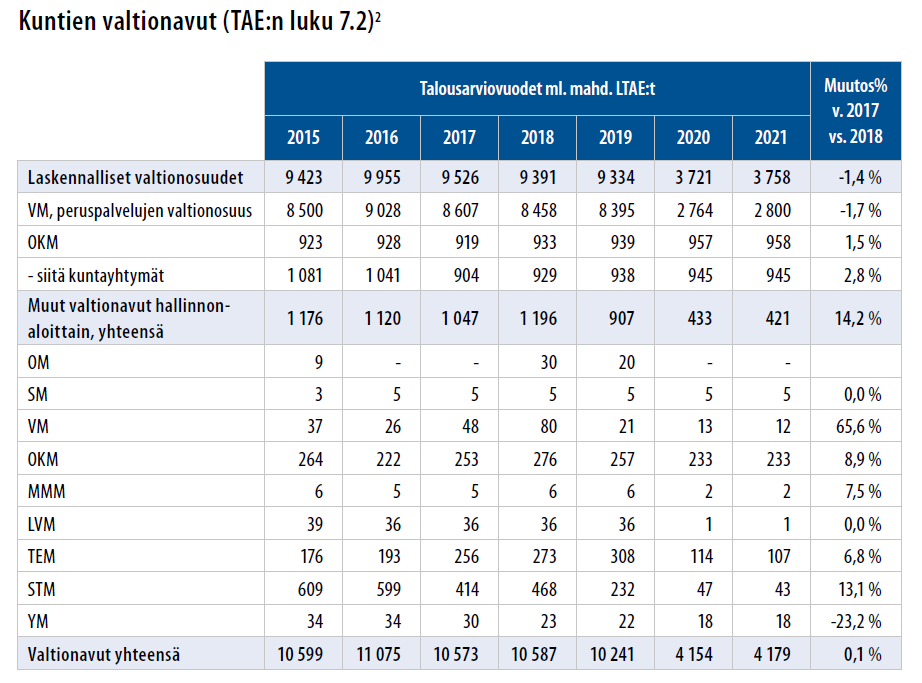 Kuntien valtionavut (TAE:n luku 7.2)²
Talousarviovuodet ml. mahd. LTAE:t
Muutos%
v. 2017
vs. 2018
2015 2016 2017 2018 2019 2020 2021
Laskennalliset valtionosuudet 9 423 9 955 9 526 9 391 9 334 3 721 3 758 -1,4 %
VM, peruspalvelujen valtionosuus 8 500 9 028 8 607 8 458 8 395 2 764 2 800 -1,7 %
OKM 923 928 919 933 939 957 958 1,5 %
- siitä kuntayhtymät 1 081 1 041 904 929 938 945 945 2,8 %
Muut valtionavut hallinnon-
aloittain, yhteensä 1 176 1 120 1 047 1 196 907 433 421 14,2 %
OM 9 - - 30 20 - -
SM 3 5 5 5 5 5 5 0,0 %
VM 37 26 48 80 21 13 12 65,6 %
OKM 264 222 253 276 257 233 233 8,9 %
MMM 6 5 5 6 6 2 2 7,5 %
LVM 39 36 36 36 36 1 1 0,0 %
TEM 176 193 256 273 308 114 107 6,8 %
STM 609 599 414 468 232 47 43 13,1 %
YM 34 34 30 23 22 18 18 -23,2 %
Valtionavut yhteensä 10 599 11 075 10 573 10 587 10 241 4 154 4 179 0,1 %